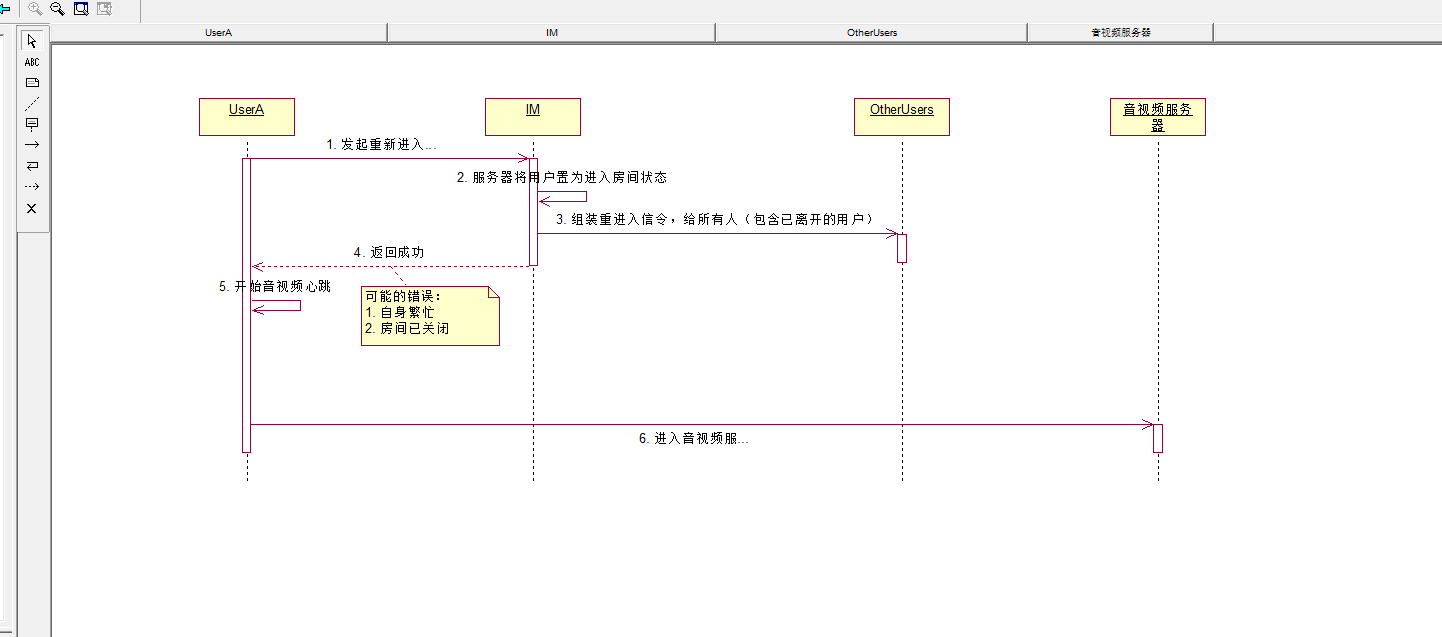 UserA
IM
OtherUsers
音视频服务器
ABC
UserA
IM
OtherUsers
音视频服务
器
1. 发起重新进入...
2. 服务器将用户置为进入房间状态
3. 组装重进入信令，给所有人（包含已离开的用户）
4. 返回成功
5. 开始音视频心跳
可能的错误：
1. 自身繁忙
2. 房间已关闭
6. 进入音视频服...